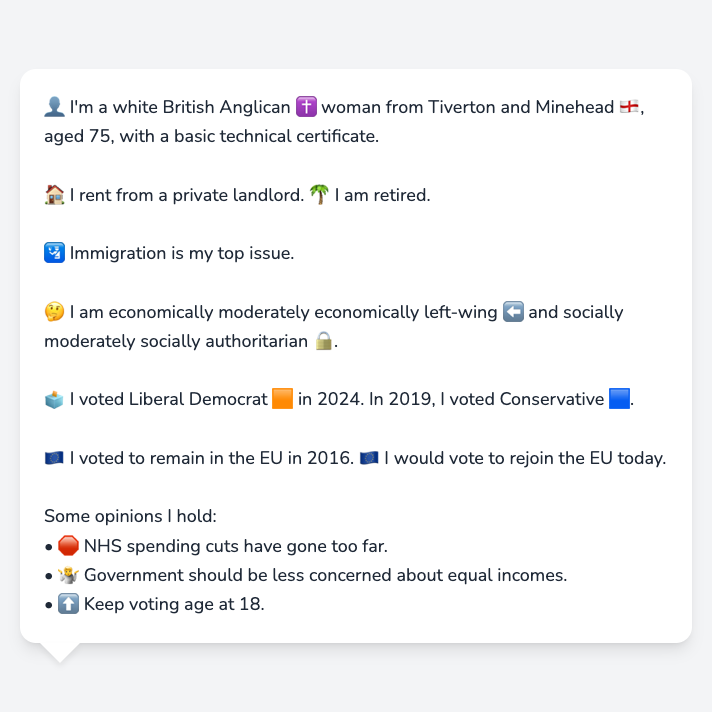 👤 I'm a white British Anglican ✝️ woman from Tiverton and Minehead 🏴󠁧󠁢󠁥󠁮󠁧󠁿,
aged 75, with a basic technical certificate.
🏠 I rent from a private landlord. 🌴 I am retired.
🛂 Immigration is my top issue.
🤔 I am economically moderately economically left-wing ⬅️ and socially
moderately socially authoritarian 🔒.
🗳️ I voted Liberal Democrat 🟧 in 2024. In 2019, I voted Conservative 🟦.
🇪🇺 I voted to remain in the EU in 2016. 🇪🇺 I would vote to rejoin the EU today.
Some opinions I hold:
• 🛑 NHS spending cuts have gone too far.
• 🤷 Government should be less concerned about equal incomes.
• ⬆️ Keep voting age at 18.